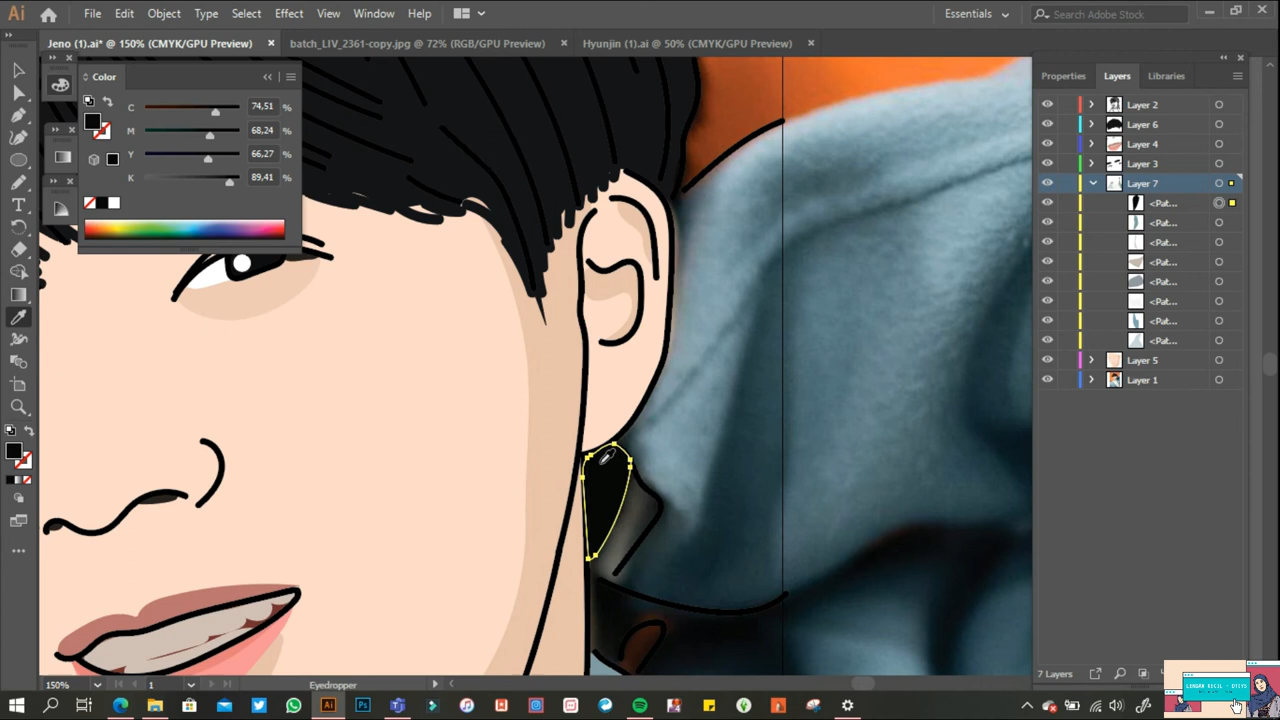 Ai File Edit Object Type Select Effect View Window Help Essentials Search Adobe Stock
Jeno (1).ai* @ 150% (CMYK/GPU Preview) batch_LIV_2361-copy.jpg @ 72% (RGB/GPU Preview) Hyunjin (1).ai @ 50% (CMYK/GPU Preview)
Color
C 74,51 %
M 68,24 %
Y 66,27 %
K 89,41 %
Properties Layers Libraries
Layer 2
Layer 6
Layer 4
Layer 3
Layer 7
<Pat...
<Pat...
<Pat...
<Pat...
<Pat...
<Pat...
<Pat...
<Pat...
Layer 5
Layer 1
7 Layers
150% 1 Eyedropper
LENGAN KECIL - DTIYS